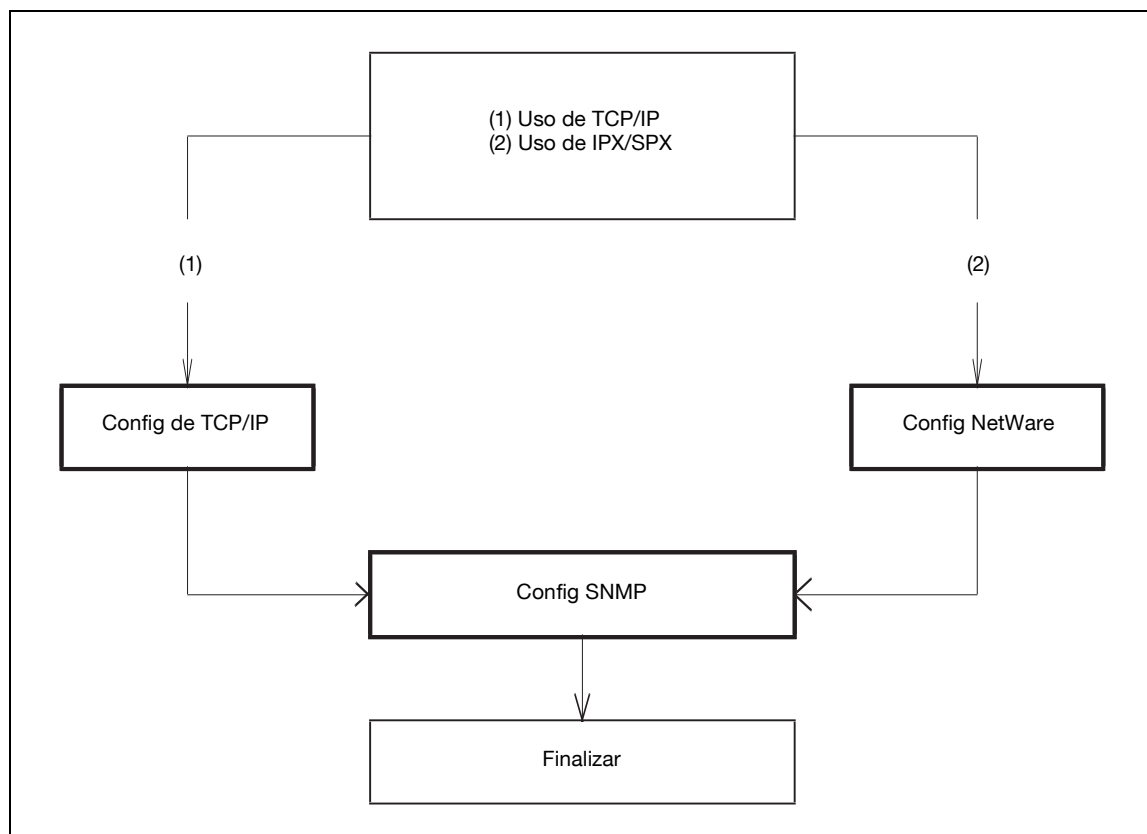 (1) Uso de TCP/IP
(2) Uso de IPX/SPX
(1)
(2)
Config de TCP/IP
Config NetWare
Config SNMP
Finalizar